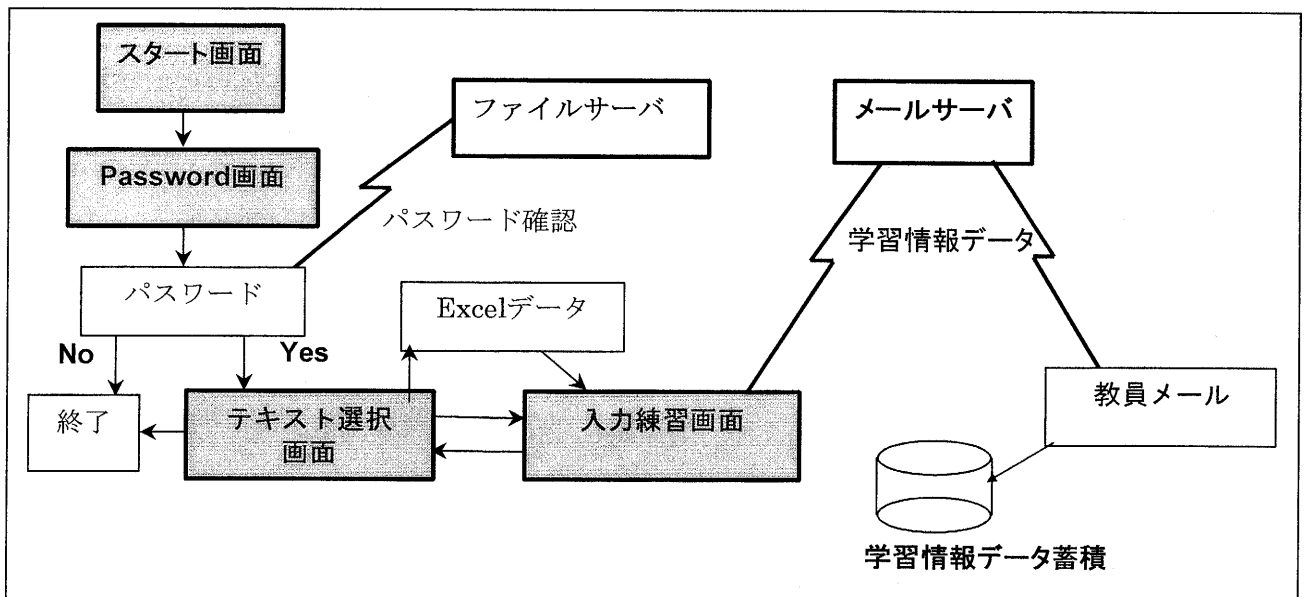 スタート画面
ファイルサーバ
メールサーバ
Password画面
パスワード確認
学習情報データ
パスワード
Excelデータ
No
Yes
終了
テキスト選択
画面
入力練習画面
教員メール
学習情報データ蓄積